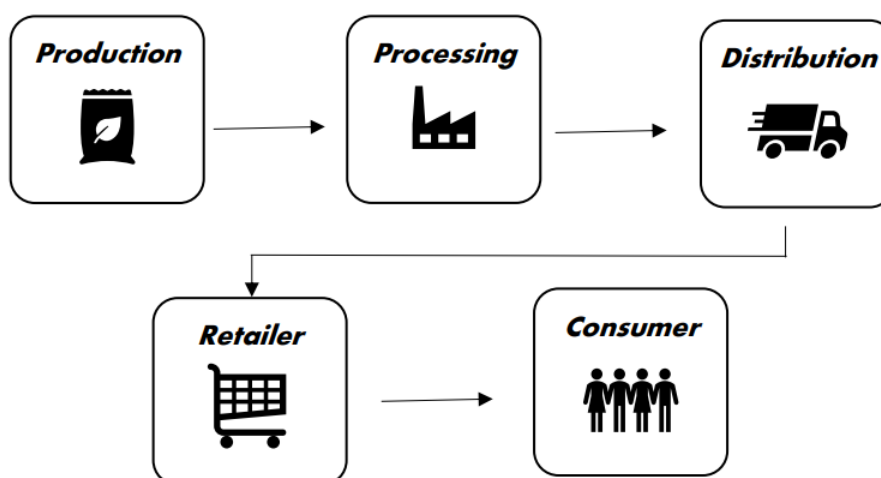 Production
Processing
Distribution
Retailer
Consumer